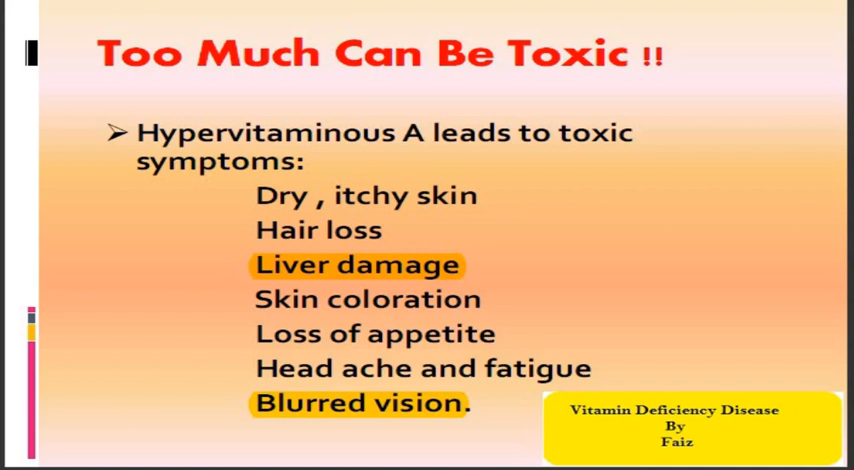 Too Much Can Be Toxic !!
➢ Hypervitaminous A leads to toxic
symptoms:
Dry , itchy skin
Hair loss
Liver damage
Skin coloration
Loss of appetite
Head ache and fatigue
Blurred vision.
Vitamin Deficiency Disease
By
Faiz